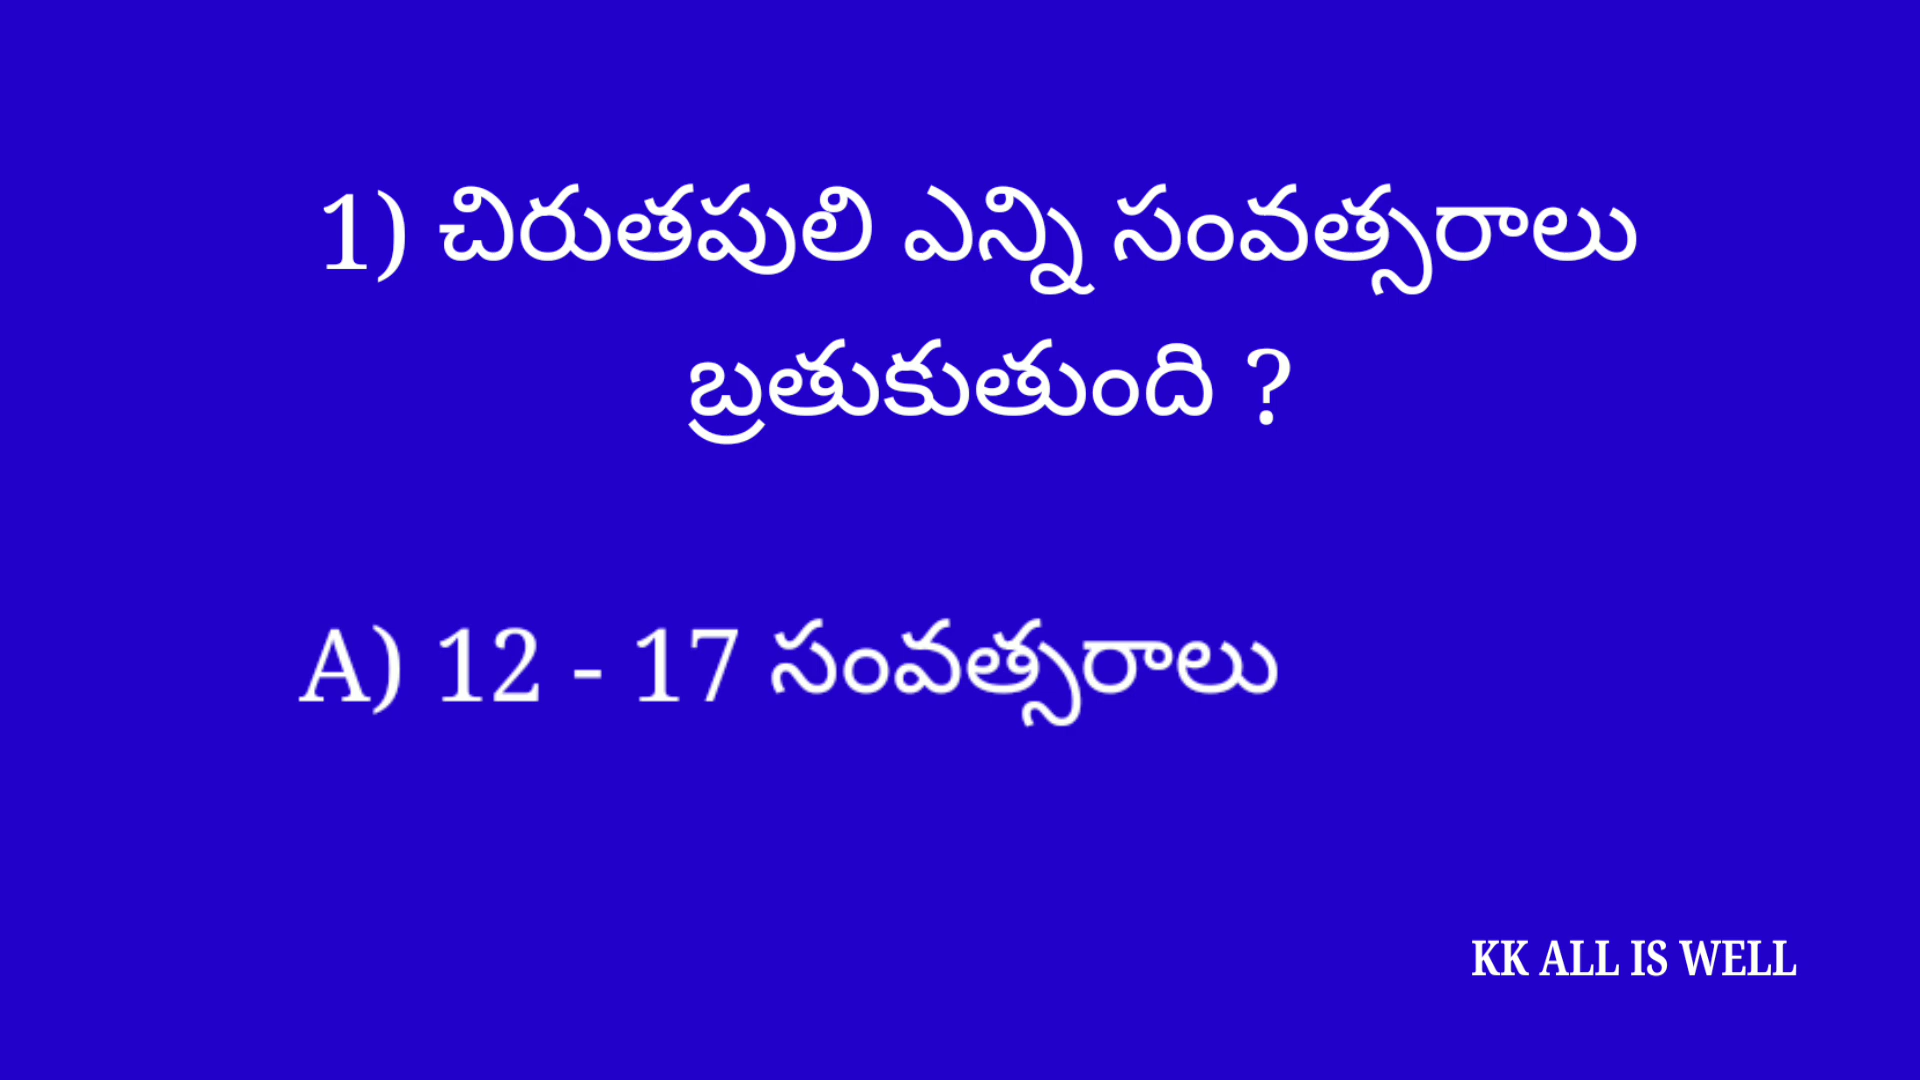 1) చిరుతపులి ఎన్ని సంవత్సరాలు
బ్రతుకుతుంది ?
A) 12 - 17 సంవత్సరాలు
KK ALL IS WELL